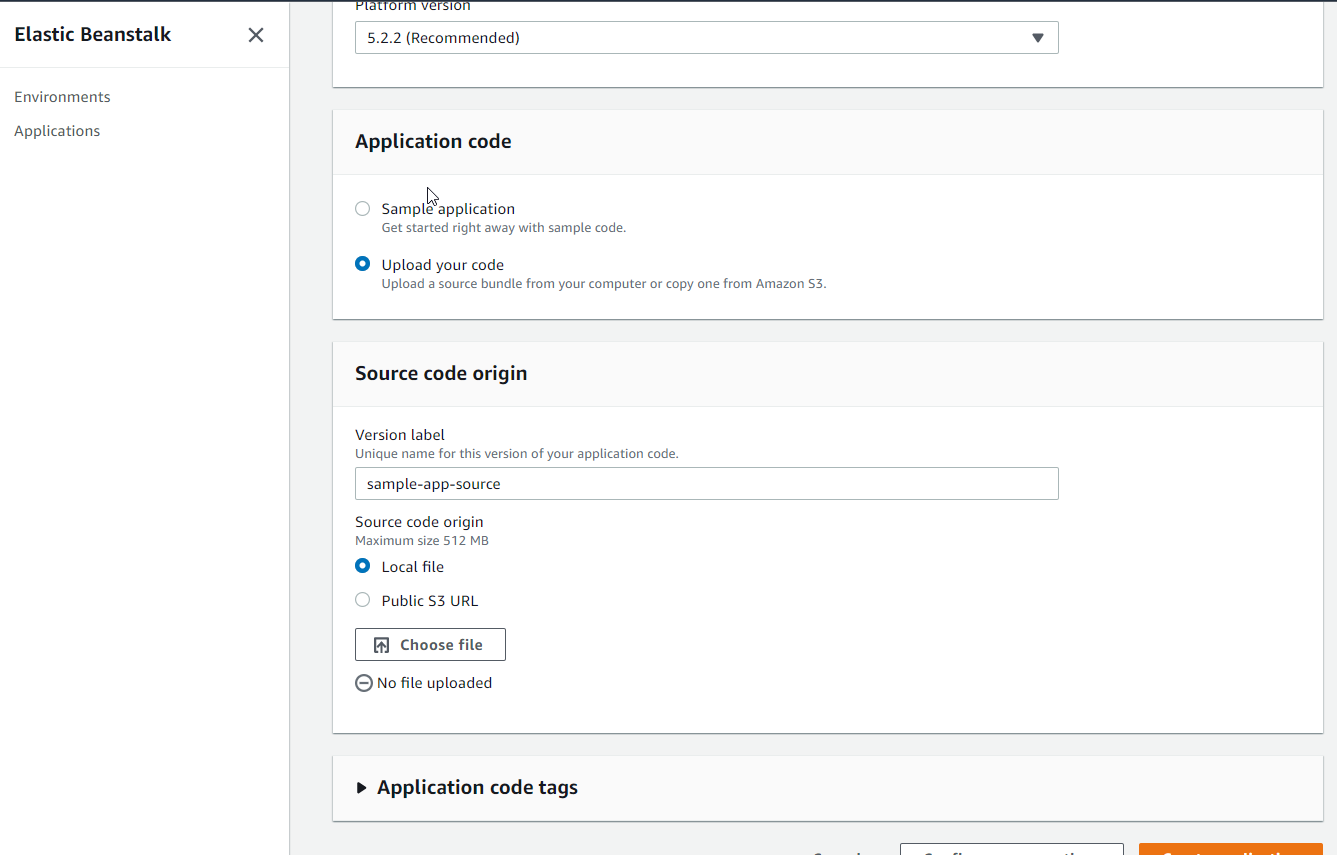 Elastic Beanstalk
Environments
Applications
Platform version
5.2.2 (Recommended)
Application code
Sample application
Get started right away with sample code.
Upload your code
Upload a source bundle from your computer or copy one from Amazon S3.
Source code origin
Version label
Unique name for this version of your application code.
sample-app-source
Source code origin
Maximum size 512 MB
Local file
Public S3 URL
Choose file
No file uploaded
Application code tags